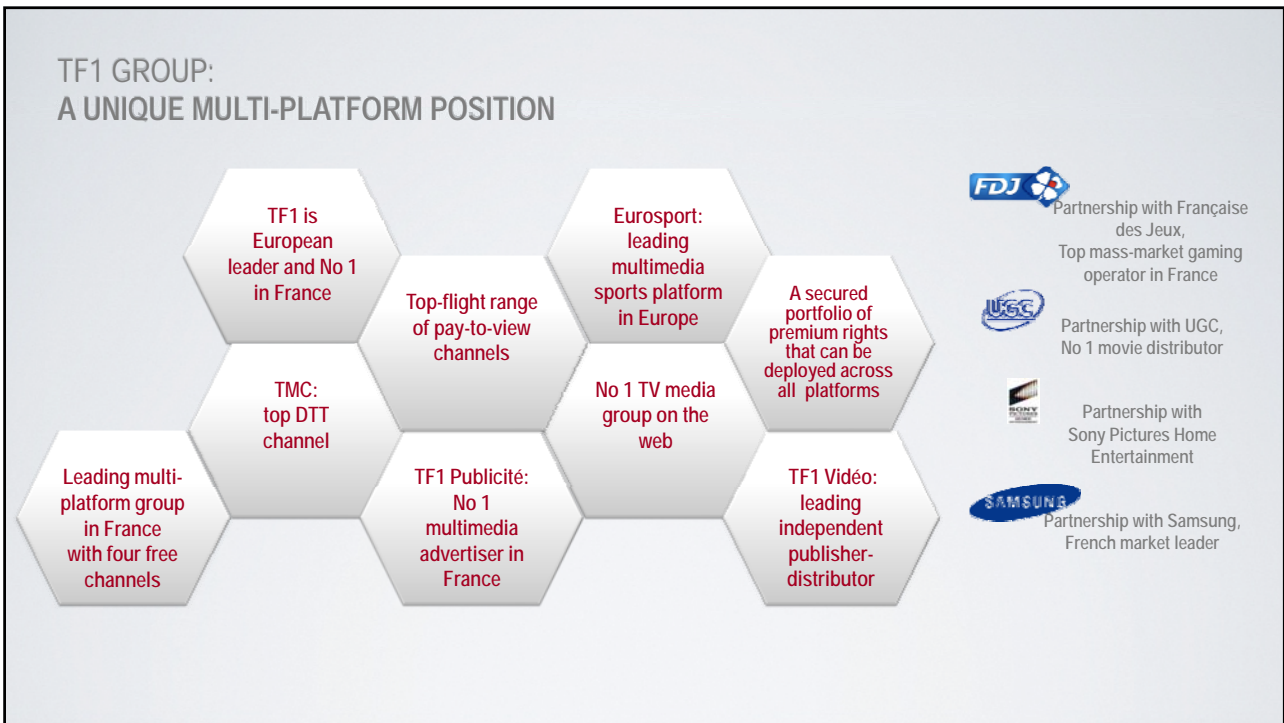 TF1 GROUP:
A UNIQUE MULTI-PLATFORM POSITION
TF1 is
European
leader and No 1
in France
Eurosport:
leading
multimedia
sports platform
in Europe
Top-flight range
of pay-to-view
channels
A secured
portfolio of
premium rights
that can be
deployed across
all platforms
TMC:
top DTT
channel
No 1 TV media
group on the
web
Leading multi-
platform group
in France
with four free
channels
TF1 Publicité:
No 1
multimedia
advertiser in
France
TF1 Vidéo:
leading
independent
publisher-
distributor
FDJ
Partnership with Française
des Jeux,
Top mass-market gaming
operator in France
UGC
Partnership with UGC,
No 1 movie distributor
SONY
PICTURES
Partnership with
Sony Pictures Home
Entertainment
SAMSUNG
Partnership with Samsung,
French market leader